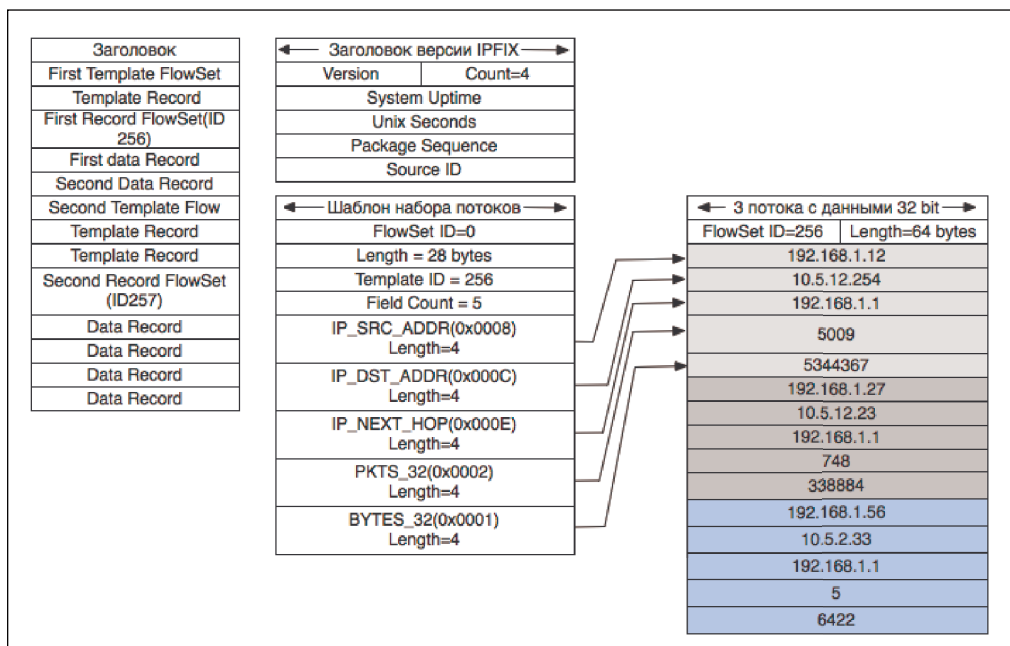 Заголовок
First Template FlowSet
Template Record
First Record FlowSet(ID
256)
First data Record
Second Data Record
Second Template Flow
Template Record
Template Record
Second Record FlowSet
(ID257)
Data Record
Data Record
Data Record
Data Record
Заголовок версии IPFIX
Version Count=4
System Uptime
Unix Seconds
Package Sequence
Source ID
Шаблон набора потоков
FlowSet ID=0
Length = 28 bytes
Template ID = 256
Field Count = 5
IP_SRC_ADDR(0x0008)
Length=4
IP_DST_ADDR(0x000C)
Length=4
IP_NEXT_HOP(0x000E)
Length=4
PKTS_32(0x0002)
Length=4
BYTES_32(0x0001)
Length=4
3 потока с данными 32 bit
FlowSet ID=256 Length=64 bytes
192.168.1.12
10.5.12.254
192.168.1.1
5009
5344367
192.168.1.27
10.5.12.23
192.168.1.1
748
338884
192.168.1.56
10.5.2.33
192.168.1.1
5
6422